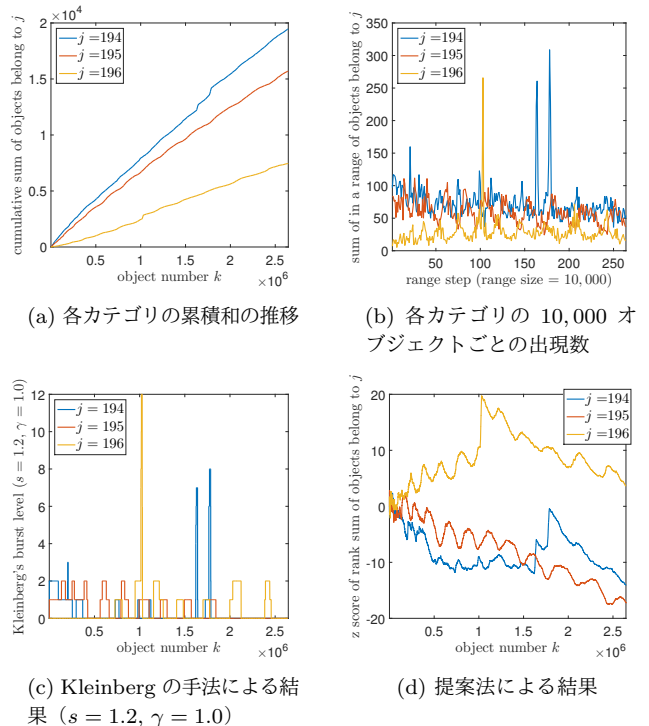 cumulative sum of objects belong to j
×10⁴
2
1.5
1
0.5
0
j = 194
j = 195
j = 196
0.5 1 1.5 2 2.5
object number k
×10⁶
(a) 各カテゴリの累積和の推移
sum of in a range of objects belong to j
350
300
250
200
150
100
50
0
j =194
j =195
j =196
50 100 150 200 250
range step (range size = 10, 000)
(b) 各カテゴリの 10, 000 オ
ブジェクトごとの出現数
Kleinberg's burst level (s = 1.2, γ = 1.0)
12
10
8
6
4
2
0
j = 194
j = 195
j = 196
0.5 1 1.5 2 2.5
object number k
×10⁶
(c) Kleinberg の手法による結
果（s = 1.2, γ = 1.0）
z score of rank sum of objects belong to j
20
10
0
-10
-20
j =194
j =195
j =196
0.5 1 1.5 2 2.5
object number k
×10⁶
(d) 提案法による結果